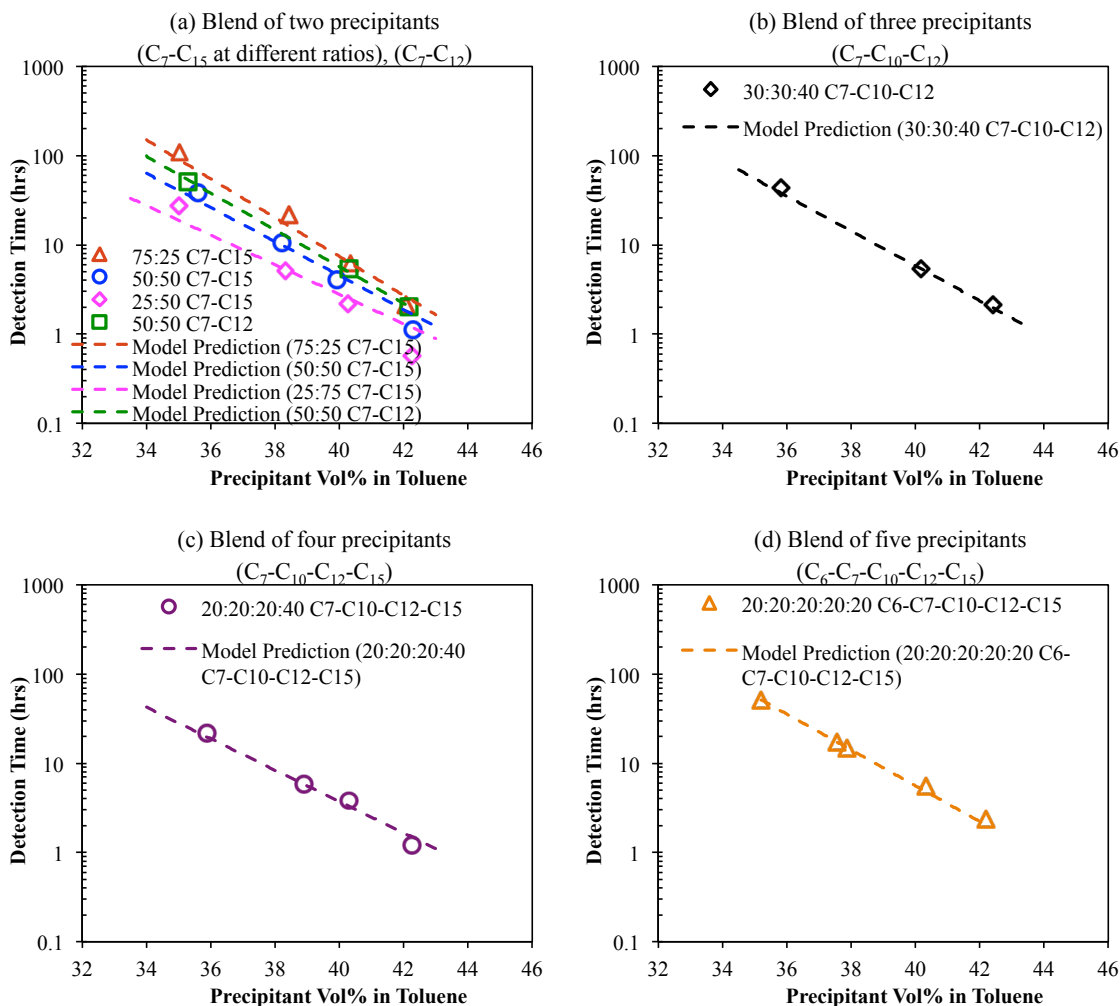 (a) Blend of two precipitants
(C₇-C₁₅ at different ratios), (C₇-C₁₂)
1000
100
10
1
0.1
Detection Time (hrs)
75:25 C7-C15
50:50 C7-C15
25:50 C7-C15
50:50 C7-C12
Model Prediction (75:25 C7-C15)
Model Prediction (50:50 C7-C15)
Model Prediction (25:75 C7-C15)
Model Prediction (50:50 C7-C12)
32 34 36 38 40 42 44 46
Precipitant Vol% in Toluene
(b) Blend of three precipitants
(C₇-C₁₀-C₁₂)
1000
100
10
1
0.1
Detection Time (hrs)
30:30:40 C7-C10-C12
Model Prediction (30:30:40 C7-C10-C12)
32 34 36 38 40 42 44 46
Precipitant Vol% in Toluene
(c) Blend of four precipitants
(C₇-C₁₀-C₁₂-C₁₅)
1000
100
10
1
0.1
Detection Time (hrs)
20:20:20:40 C7-C10-C12-C15
Model Prediction (20:20:20:40
C7-C10-C12-C15)
32 34 36 38 40 42 44 46
Precipitant Vol% in Toluene
(d) Blend of five precipitants
(C₆-C₇-C₁₀-C₁₂-C₁₅)
1000
100
10
1
0.1
Detection Time (hrs)
20:20:20:20:20 C6-C7-C10-C12-C15
Model Prediction (20:20:20:20:20 C6-
C7-C10-C12-C15)
32 34 36 38 40 42 44 46
Precipitant Vol% in Toluene